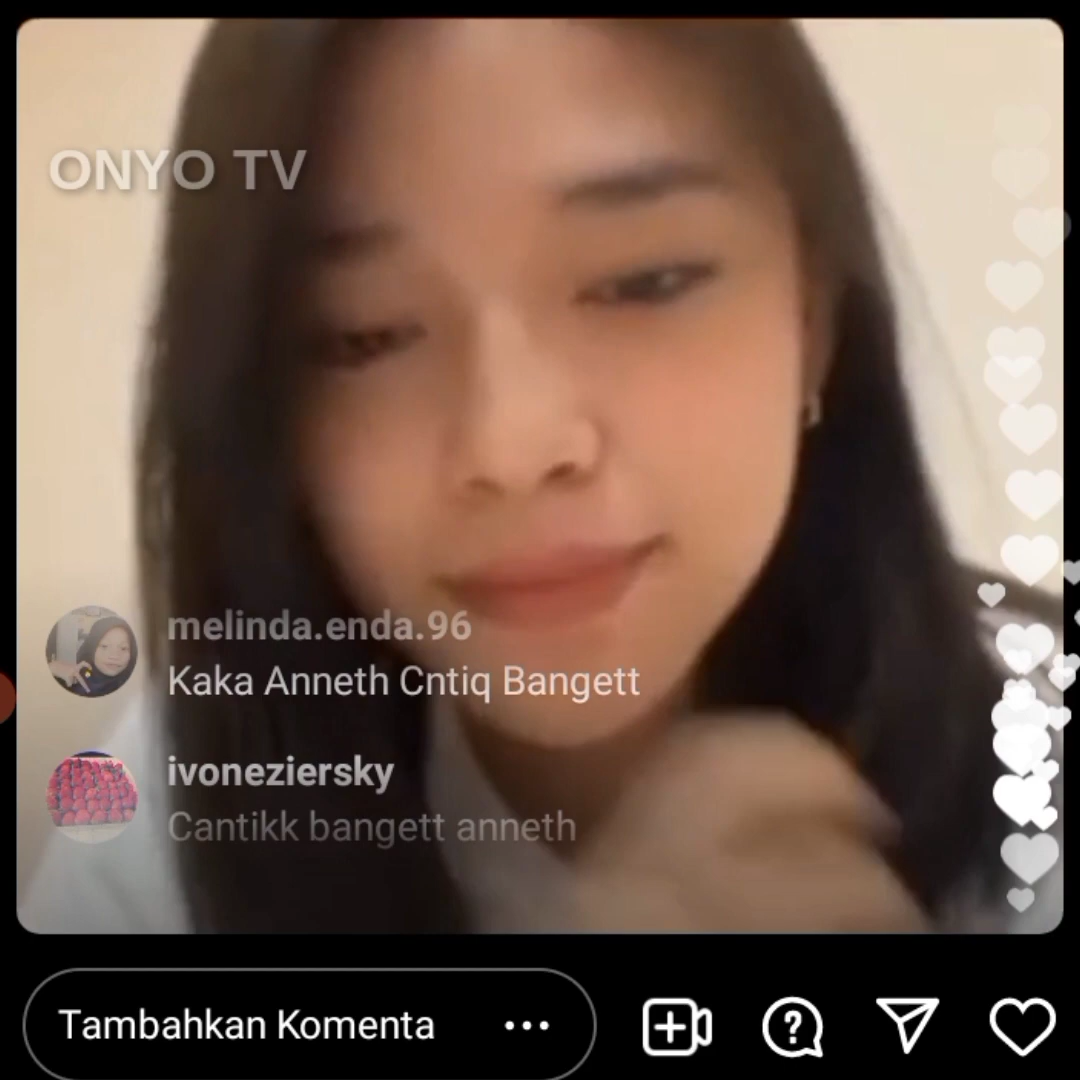 ONYO TV
melinda.enda.96
Kaka Anneth Cntiq Bangett
ivoneziersky
Cantikk bangett anneth
Tambahkan Komenta